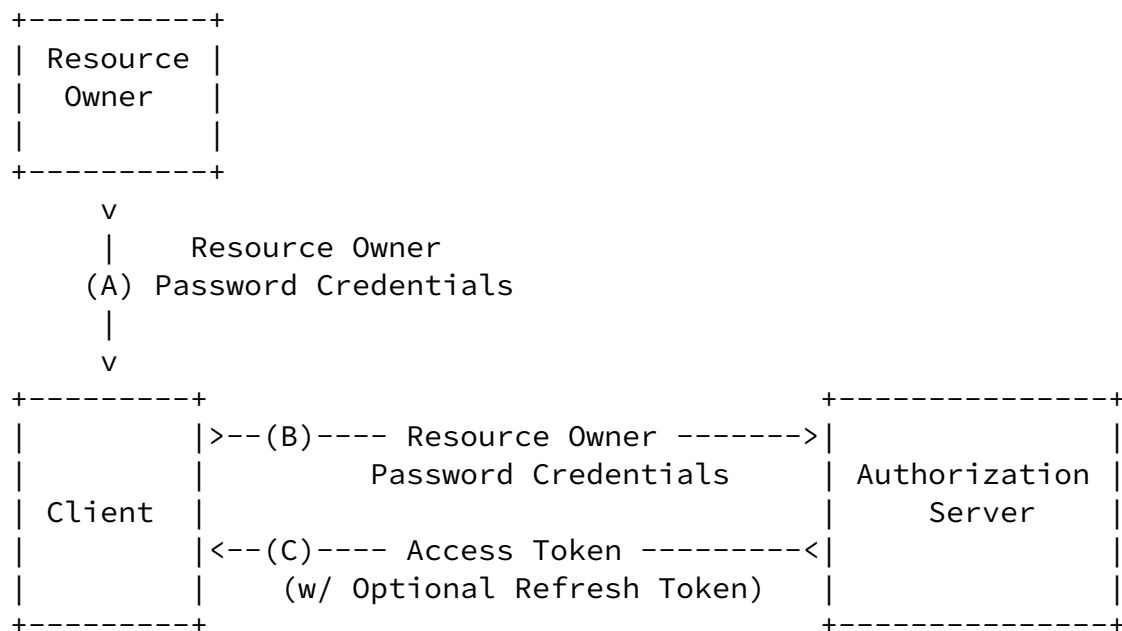 +----------+
| Resource |
|  Owner   |
|          |
+----------+
     v
     |    Resource Owner
    (A) Password Credentials
     |
     v
+---------+                                  +---------------+
|         |>--(B)---- Resource Owner ------->|               |
|         |         Password Credentials     | Authorization |
| Client  |                                  |     Server    |
|         |<--(C)---- Access Token ---------<|               |
|         |    (w/ Optional Refresh Token)   |               |
+---------+                                  +---------------+